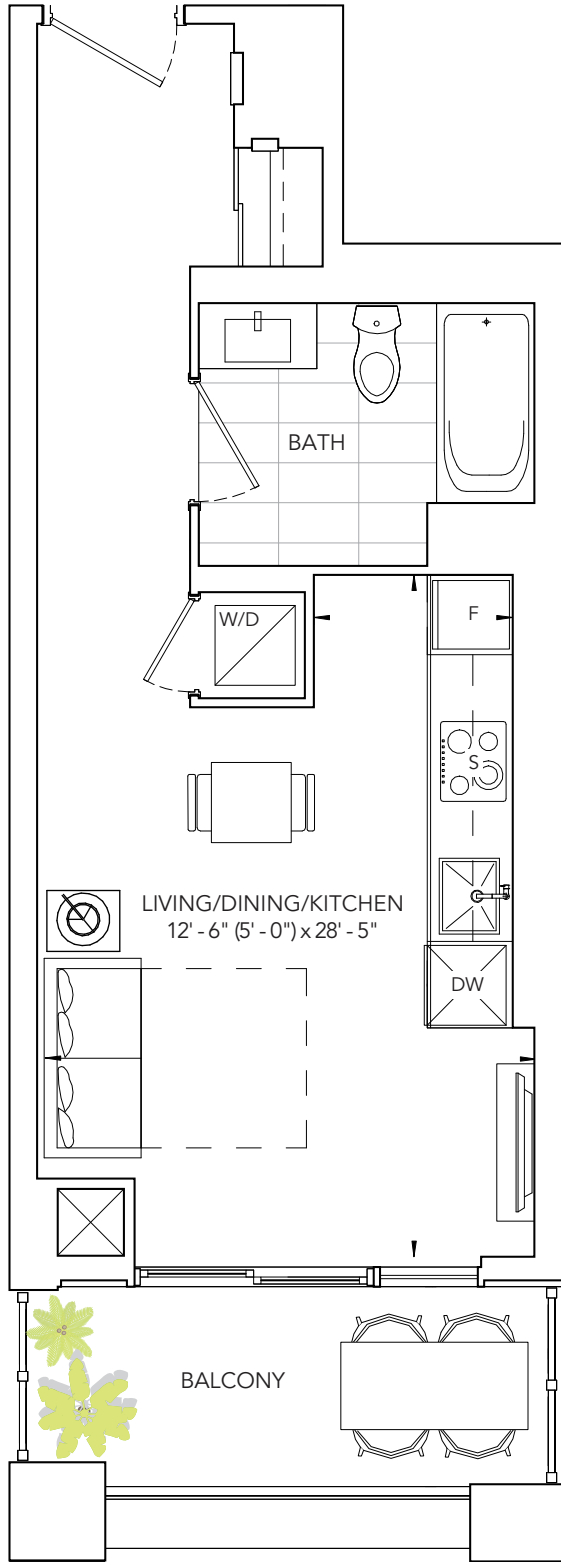 BATH
W/D
F
S
LIVING/DINING/KITCHEN
12' - 6" (5' - 0") x 28' - 5"
DW
BALCONY